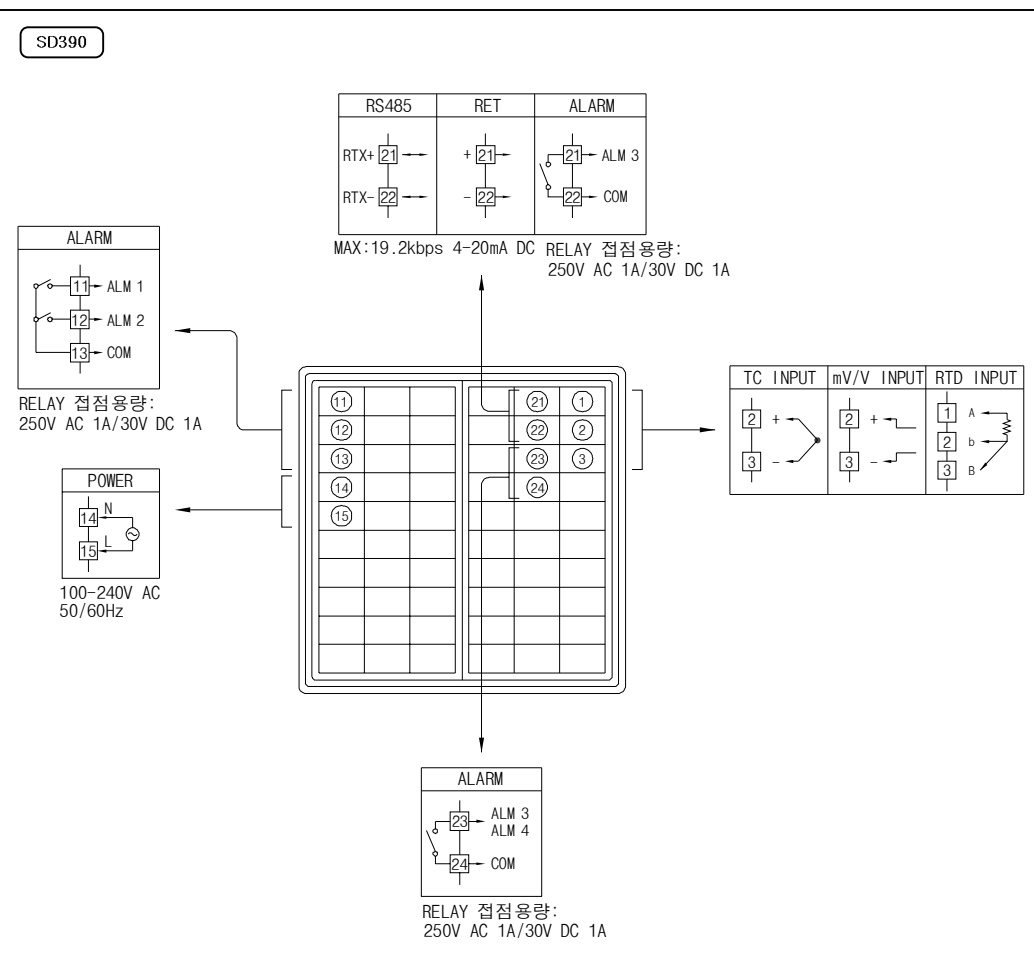 SD390
RS485 RET ALARM
RTX+ 21 + 21 21 ALM 3
RTX- 22 - 22 22 COM
MAX:19.2kbps 4-20mA DC RELAY 접점용량:
250V AC 1A/30V DC 1A
ALARM
11 ALM 1
12 ALM 2
13 COM
RELAY 접점용량:
250V AC 1A/30V DC 1A
POWER
14 N
15 L
100-240V AC
50/60Hz
11 21 1
12 22 2
13 23 3
14 24
15
TC INPUT mV/V INPUT RTD INPUT
2 + 2 + 1 A
2 b
3 - 3 - 3 B
ALARM
23 ALM 3
ALM 4
24 COM
RELAY 접점용량:
250V AC 1A/30V DC 1A